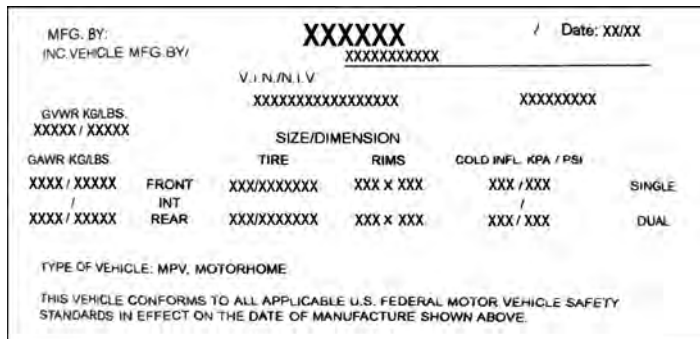 MFG. BY: XXXXXX / Date: XX/XX
INC.VEHICLE MFG.BY/ XXXXXXXXXXX
V.I.N./N.I.V
XXXXXXXXXXXXXXXXX XXXXXXXXX
GVWR KG/LBS.
XXXXX / XXXXX
SIZE/DIMENSION
GAWR KG/LBS. TIRE RIMS COLD INFL. KPA / PSI
XXXX / XXXXX FRONT XXX/XXXXXXX XXX X XXX XXX / XXX SINGLE
/ INT /
XXXX / XXXXX REAR XXX/XXXXXXX XXX X XXX XXX / XXX DUAL
TYPE OF VEHICLE: MPV, MOTORHOME
THIS VEHICLE CONFORMS TO ALL APPLICABLE U.S. FEDERAL MOTOR VEHICLE SAFETY
STANDARDS IN EFFECT ON THE DATE OF MANUFACTURE SHOWN ABOVE.